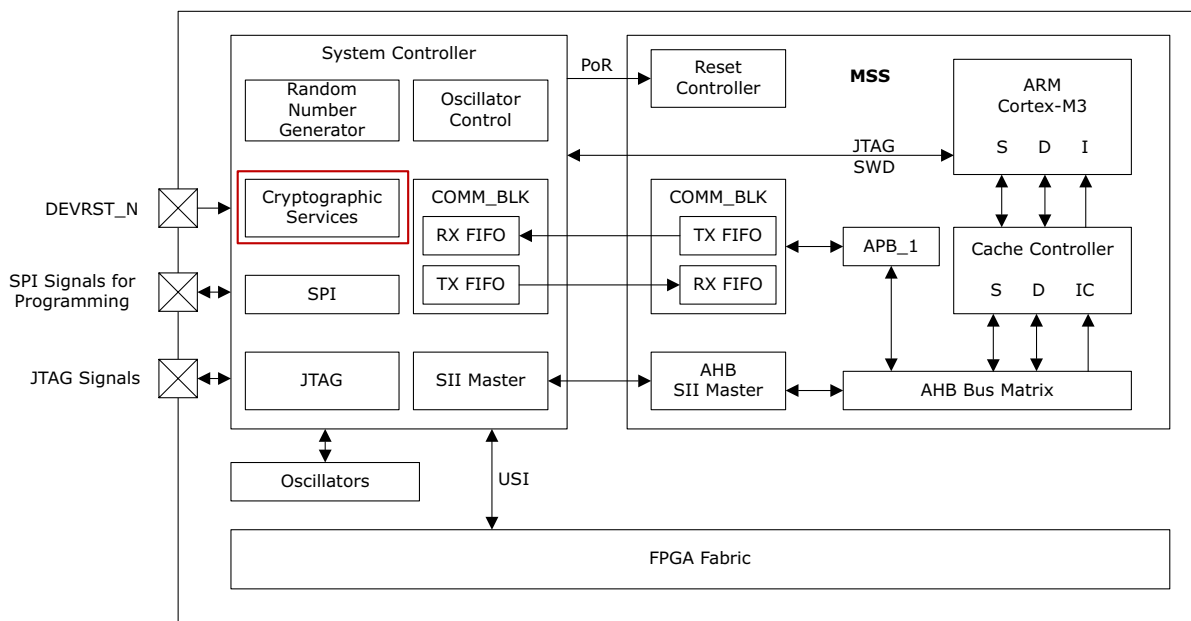 System Controller
Random
Number
Generator
Oscillator
Control
PoR
Reset
Controller
MSS
ARM
Cortex-M3
S D I
JTAG
SWD
DEVRST_N
Cryptographic
Services
COMM_BLK
RX FIFO
TX FIFO
COMM_BLK
TX FIFO
RX FIFO
APB_1
Cache Controller
S D IC
SPI Signals for
Programming
SPI
JTAG Signals
JTAG
SII Master
AHB
SII Master
AHB Bus Matrix
Oscillators
USI
FPGA Fabric